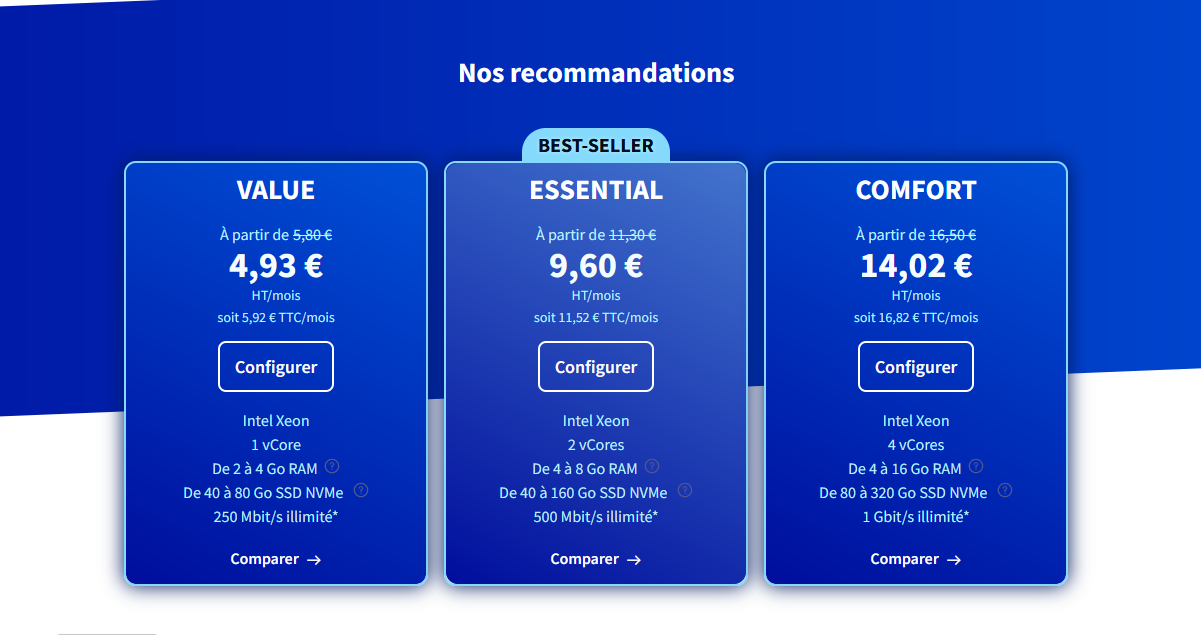 Nos recommandations
BEST-SELLER
VALUE
À partir de 5,80 €
4,93 €
HT/mois
soit 5,92 € TTC/mois
Configurer
Intel Xeon
1 vCore
De 2 à 4 Go RAM ?
De 40 à 80 Go SSD NVMe ?
250 Mbit/s illimité*
Comparer →
ESSENTIAL
À partir de 11,30 €
9,60 €
HT/mois
soit 11,52 € TTC/mois
Configurer
Intel Xeon
2 vCores
De 4 à 8 Go RAM ?
De 40 à 160 Go SSD NVMe ?
500 Mbit/s illimité*
Comparer →
COMFORT
À partir de 16,50 €
14,02 €
HT/mois
soit 16,82 € TTC/mois
Configurer
Intel Xeon
4 vCores
De 4 à 16 Go RAM ?
De 80 à 320 Go SSD NVMe ?
1 Gbit/s illimité*
Comparer →